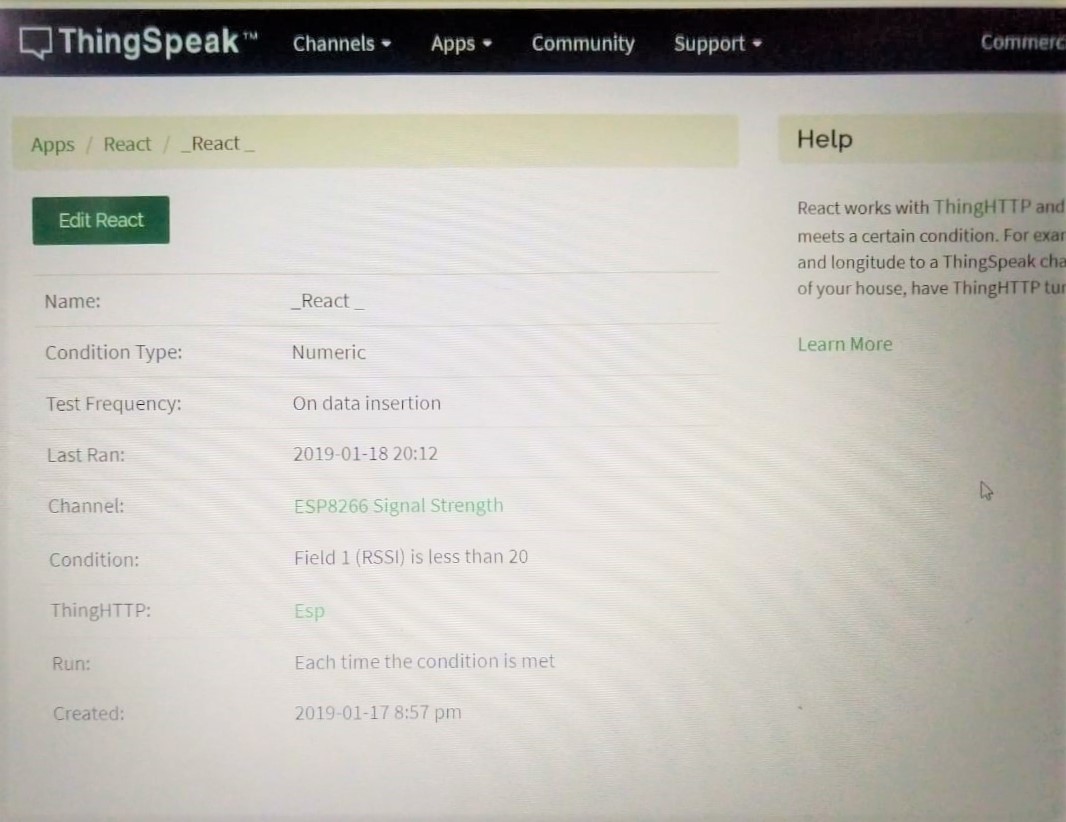 ThingSpeak™ Channels Apps Community Support Commerc
Apps / React / _React _
Edit React
Name: _React _
Condition Type: Numeric
Test Frequency: On data insertion
Last Ran: 2019-01-18 20:12
Channel: ESP8266 Signal Strength
Condition: Field 1 (RSSI) is less than 20
ThingHTTP: Esp
Run: Each time the condition is met
Created: 2019-01-17 8:57 pm
Help
React works with ThingHTTP and
meets a certain condition. For exar
and longitude to a ThingSpeak cha
of your house, have ThingHTTP tur
Learn More